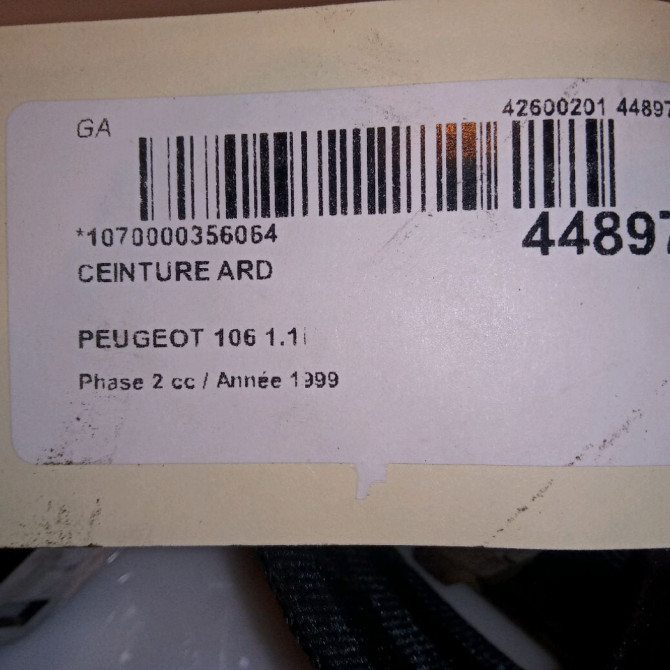 GA
42600201 44897
*1070000356064
44897
CEINTURE ARD
PEUGEOT 106 1.1i
Phase 2 cc / Année 1999